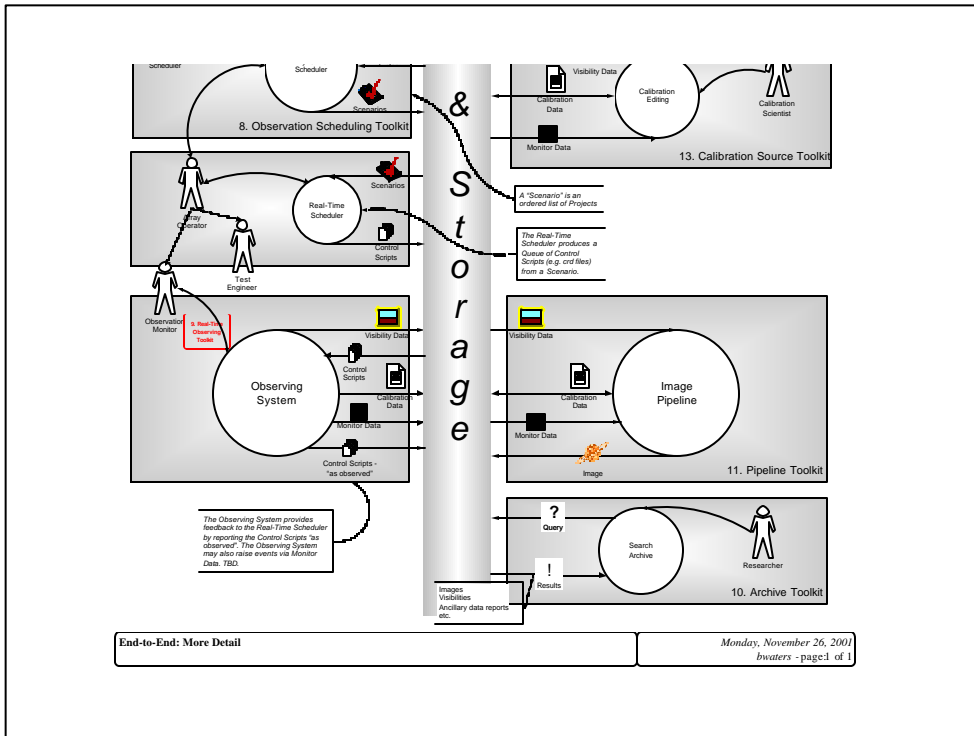 Scheduler
Scheduler
Scenarios
8. Observation Scheduling Toolkit
&
Storage
Visibility Data
Calibration
Data
Monitor Data
Calibration
Editing
Calibration
Scientist
13. Calibration Source Toolkit
Array
Operator
Test
Engineer
Real-Time
Scheduler
Scenarios
Control
Scripts
A “Scenario” is an
ordered list of Projects
The Real-Time
Scheduler produces a
Queue of Control
Scripts (e.g. crd files)
from a Scenario.
Observation
Monitor
9. Real-Time
Observing
Toolkit
Observing
System
Visibility Data
Control
Scripts
Calibration
Data
Monitor Data
Control Scripts -
“as observed”
Visibility Data
Calibration
Data
Monitor Data
Image
Image
Pipeline
11. Pipeline Toolkit
The Observing System provides
feedback to the Real-Time Scheduler
by reporting the Control Scripts “as
observed”. The Observing System
may also raise events via Monitor
Data. TBD.
?
Query
!
Results
Search
Archive
Researcher
10. Archive Toolkit
Images
Visibilities
Ancillary data reports
etc.
End-to-End: More Detail
Monday, November 26, 2001
bwaters - page:1 of 1